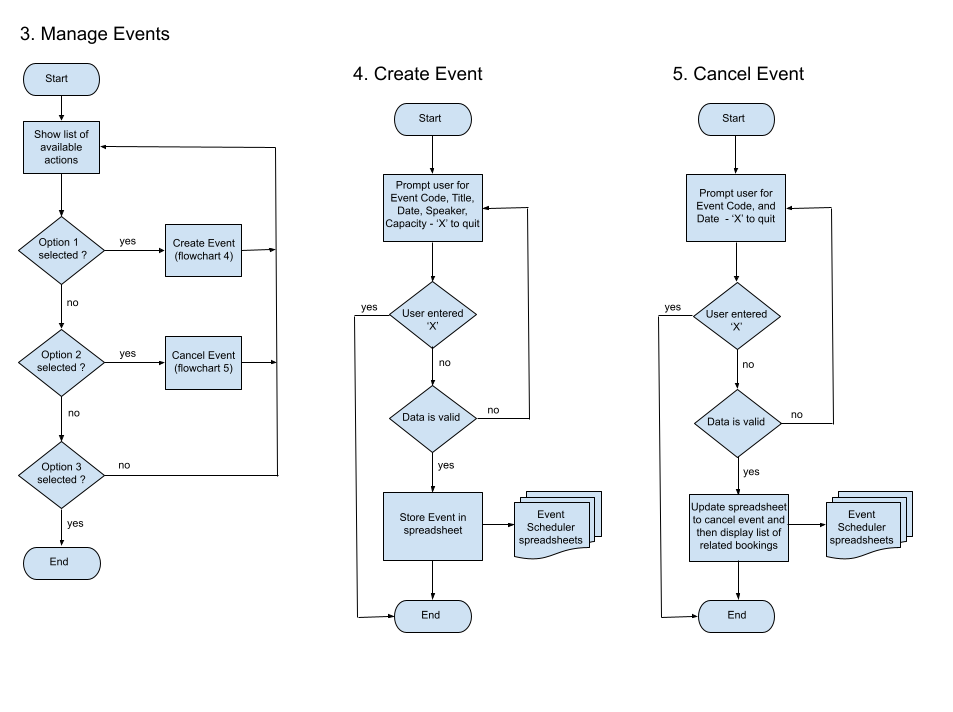 3. Manage Events
Start
Show list of
available
actions
Option 1
selected ?
yes
Create Event
(flowchart 4)
no
Option 2
selected ?
yes
Cancel Event
(flowchart 5)
no
Option 3
selected ?
no
yes
End
4. Create Event
Start
Prompt user for
Event Code, Title,
Date, Speaker,
Capacity - ‘X’ to quit
yes
User entered
‘X’
no
Data is valid
no
yes
Store Event in
spreadsheet
Event
Scheduler
spreadsheets
End
5. Cancel Event
Start
Prompt user for
Event Code, and
Date - ‘X’ to quit
yes
User entered
‘X’
no
Data is valid
no
yes
Update spreadsheet
to cancel event and
then display list of
related bookings
Event
Scheduler
spreadsheets
End